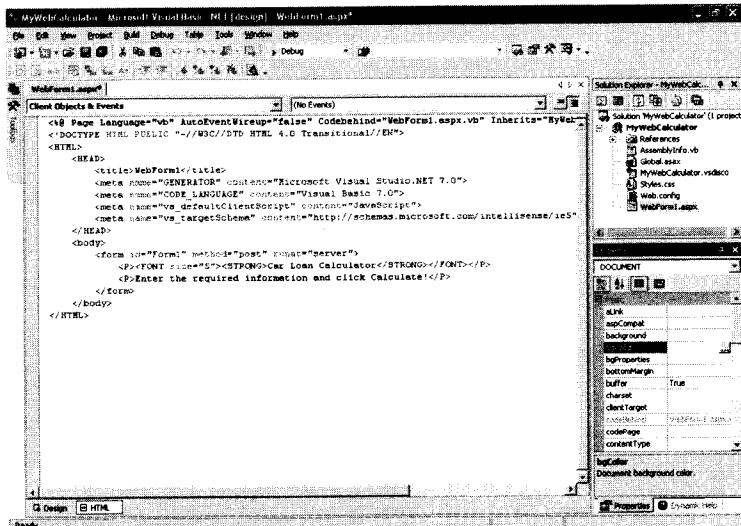 MyWebCalculator - Microsoft Visual Basic .NET [design] - WebForm1.aspx*
File Edit View Project Build Debug Table Tools Window Help
Debug
WebForm1.aspx*
Client Objects & Events
(No Events)
<%@ Page Language="vb" AutoEventWireup="false" Codebehind="WebForm1.aspx.vb" Inherits="MyWeb
<!DOCTYPE HTML PUBLIC "-//W3C//DTD HTML 4.0 Transitional//EN">
<HTML>
<HEAD>
<title>WebForm1</title>
<meta name="GENERATOR" content="Microsoft Visual Studio.NET 7.0">
<meta name="CODE_LANGUAGE" content="Visual Basic 7.0">
<meta name="vs_defaultClientScript" content="JavaScript">
<meta name="vs_targetSchema" content="http://schemas.microsoft.com/intellisense/ie5"
</HEAD>
<body>
<form id="Form1" method="post" runat="server">
<P><FONT size="5"><STRONG>Car Loan Calculator</STRONG></FONT></P>
<P>Enter the required information and click Calculate!</P>
</form>
</body>
</HTML>
Design
HTML
Ready
Toolbox
Solution Explorer - MyWebCalc...
Solution 'MyWebCalculator' (1 project
MyWebCalculator
References
AssemblyInfo.vb
Global.asax
MyWebCalculator.vsdisco
Styles.css
Web.config
WebForm1.aspx
DOCUMENT
aLink
aspCompat
background
bgProperties
bottomMargin
buffer True
charset
clientTarget
codebehind WebForm1.aspx.v
codePage
contentType
bgColor
Document background color.
Properties
Dynamic Help